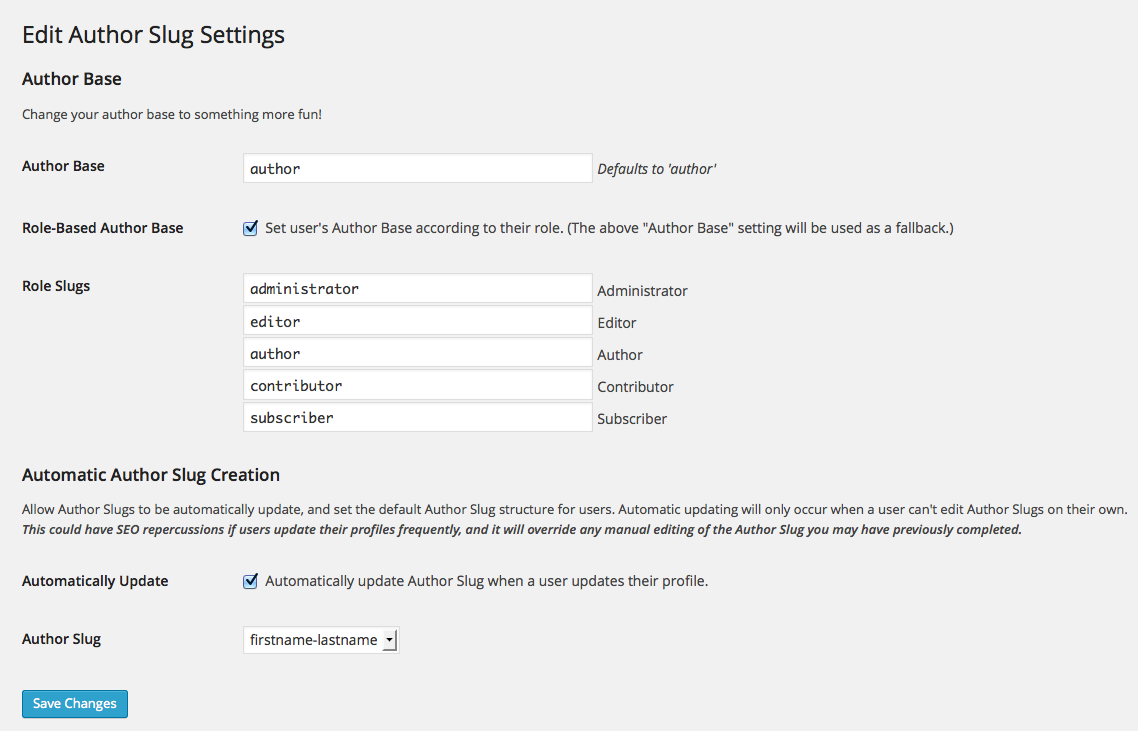 Edit Author Slug Settings
Author Base
Change your author base to something more fun!
Author Base
author
Defaults to 'author'
Role-Based Author Base
Set user's Author Base according to their role. (The above "Author Base" setting will be used as a fallback.)
Role Slugs
administrator
Administrator
editor
Editor
author
Author
contributor
Contributor
subscriber
Subscriber
Automatic Author Slug Creation
Allow Author Slugs to be automatically update, and set the default Author Slug structure for users. Automatic updating will only occur when a user can't edit Author Slugs on their own.
This could have SEO repercussions if users update their profiles frequently, and it will override any manual editing of the Author Slug you may have previously completed.
Automatically Update
Automatically update Author Slug when a user updates their profile.
Author Slug
firstname-lastname
Save Changes